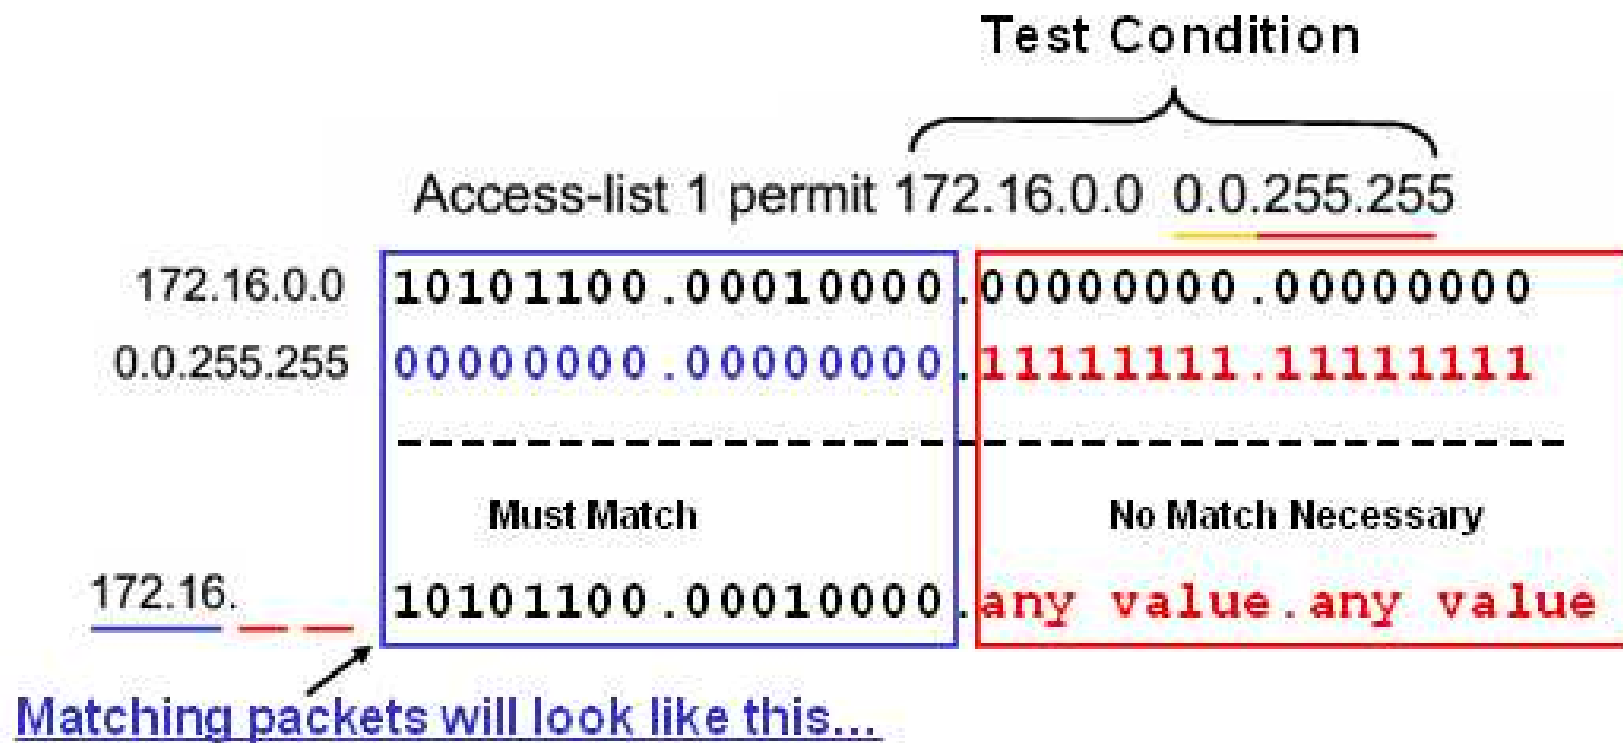 Test Condition
Access-list 1 permit 172.16.0.0 0.0.255.255
172.16.0.0 10101100.00010000.00000000.00000000
0.0.255.255 00000000.00000000.11111111.11111111
Must Match No Match Necessary
172.16. 10101100.00010000.any value.any value
Matching packets will look like this...